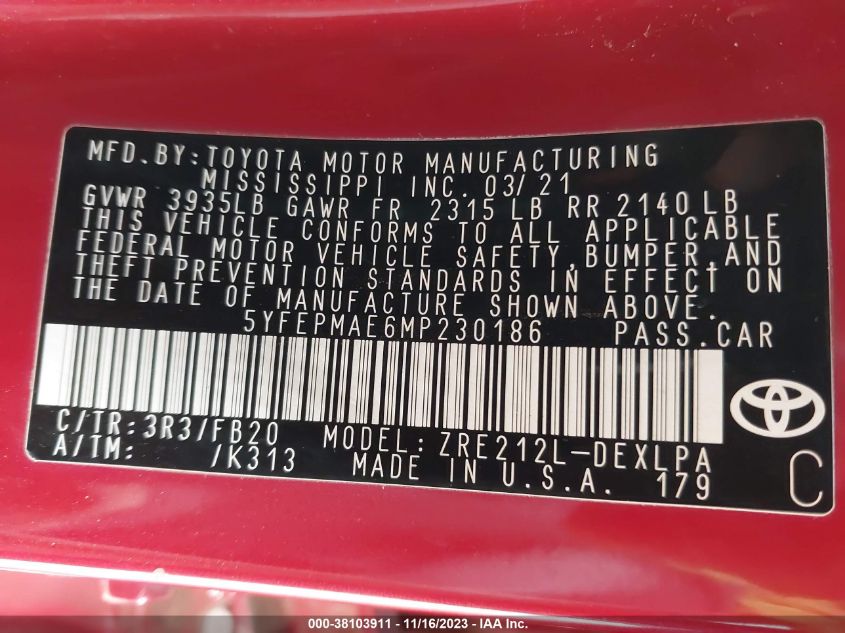 MFD.BY:TOYOTA MOTOR MANUFACTURING
MISSISSIPPI INC. 03/21
GVWR 3935LB GAWR FR 2315 LB RR 2140 LB
THIS VEHICLE CONFORMS TO ALL APPLICABLE
FEDERAL MOTOR VEHICLE SAFETY,BUMPER,AND
THEFT PREVENTION STANDARDS IN EFFECT ON
THE DATE OF MANUFACTURE SHOWN ABOVE.
5YFEPMAE6MP230186 PASS.CAR
C/TR:3R3/FB20 MODEL:ZRE212L-DEXLPA
A/TM: /K313 MADE IN U.S.A. 179
C
000-38103911 - 11/16/2023 - IAA Inc.